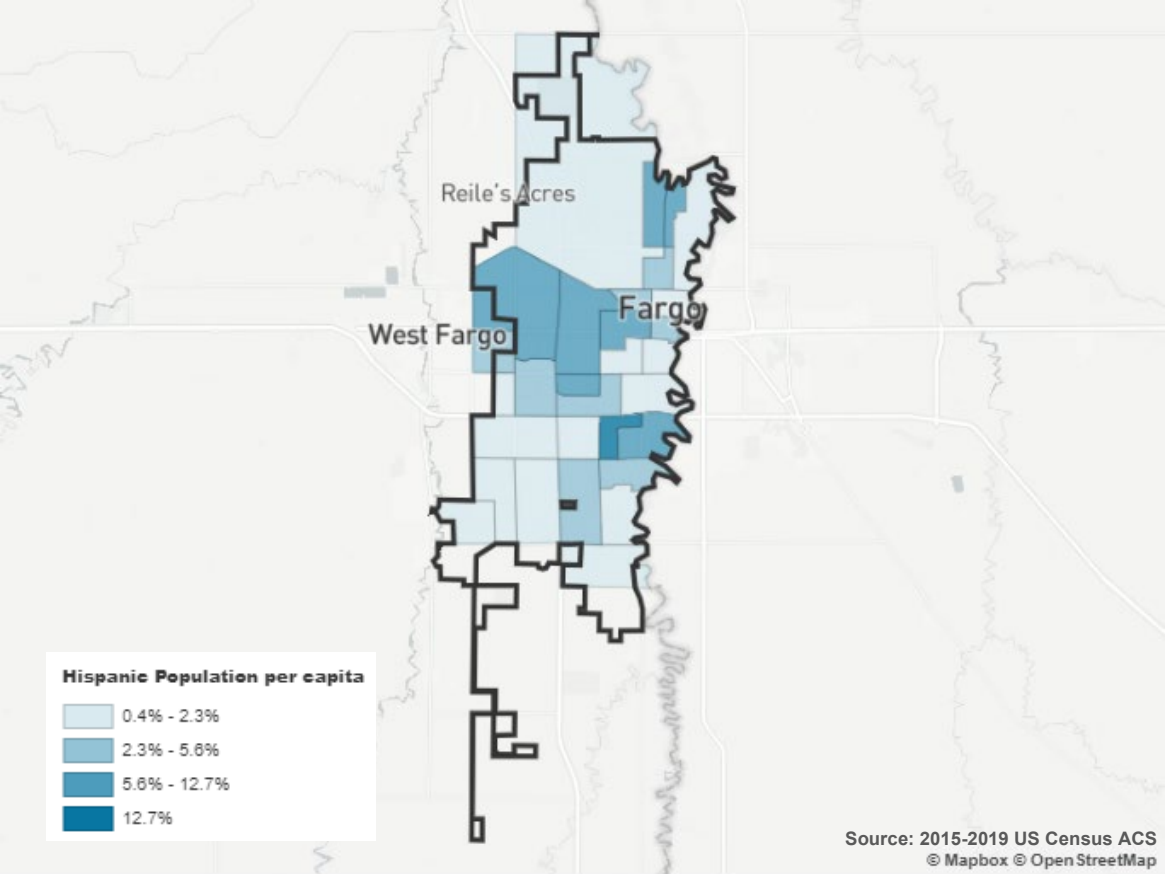 Reile's Acres
Fargo
West Fargo
Hispanic Population per capita
0.4% - 2.3%
2.3% - 5.6%
5.6% - 12.7%
12.7%
Source: 2015-2019 US Census ACS
© Mapbox © OpenStreetMap